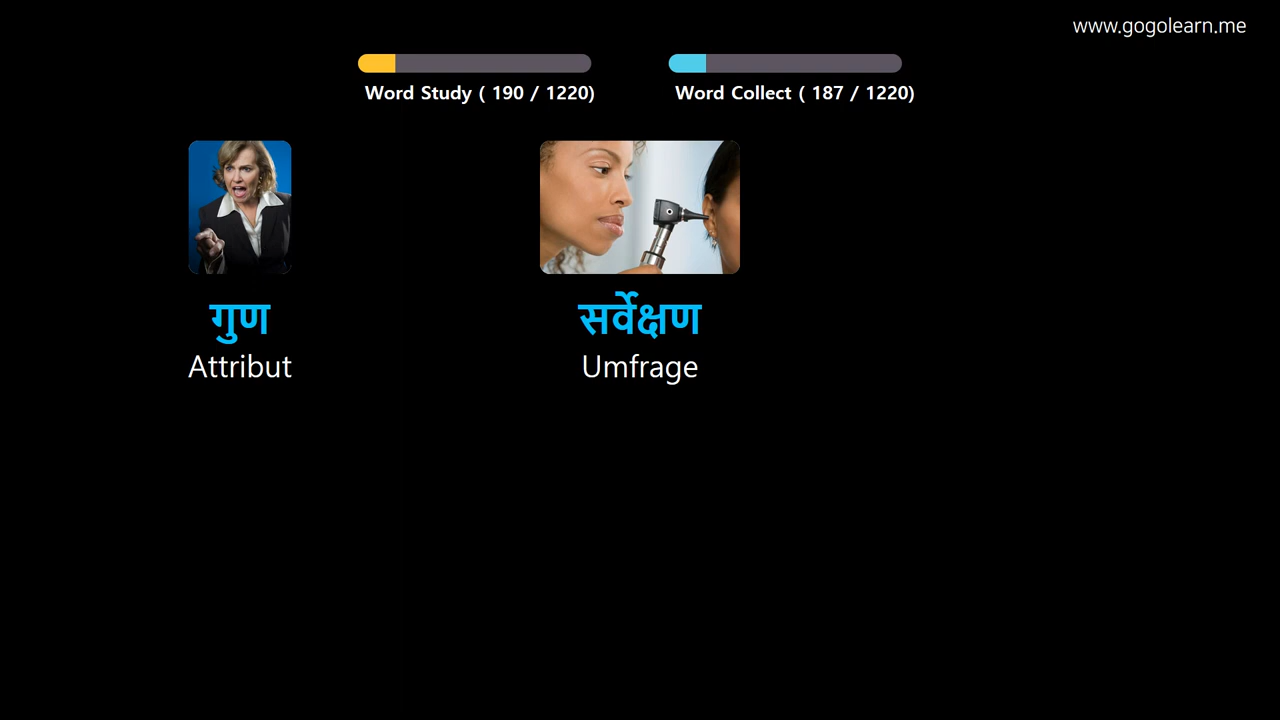 www.gogolearn.me
Word Study ( 190 / 1220)
Word Collect ( 187 / 1220)
गुण
Attribut
सर्वेक्षण
Umfrage